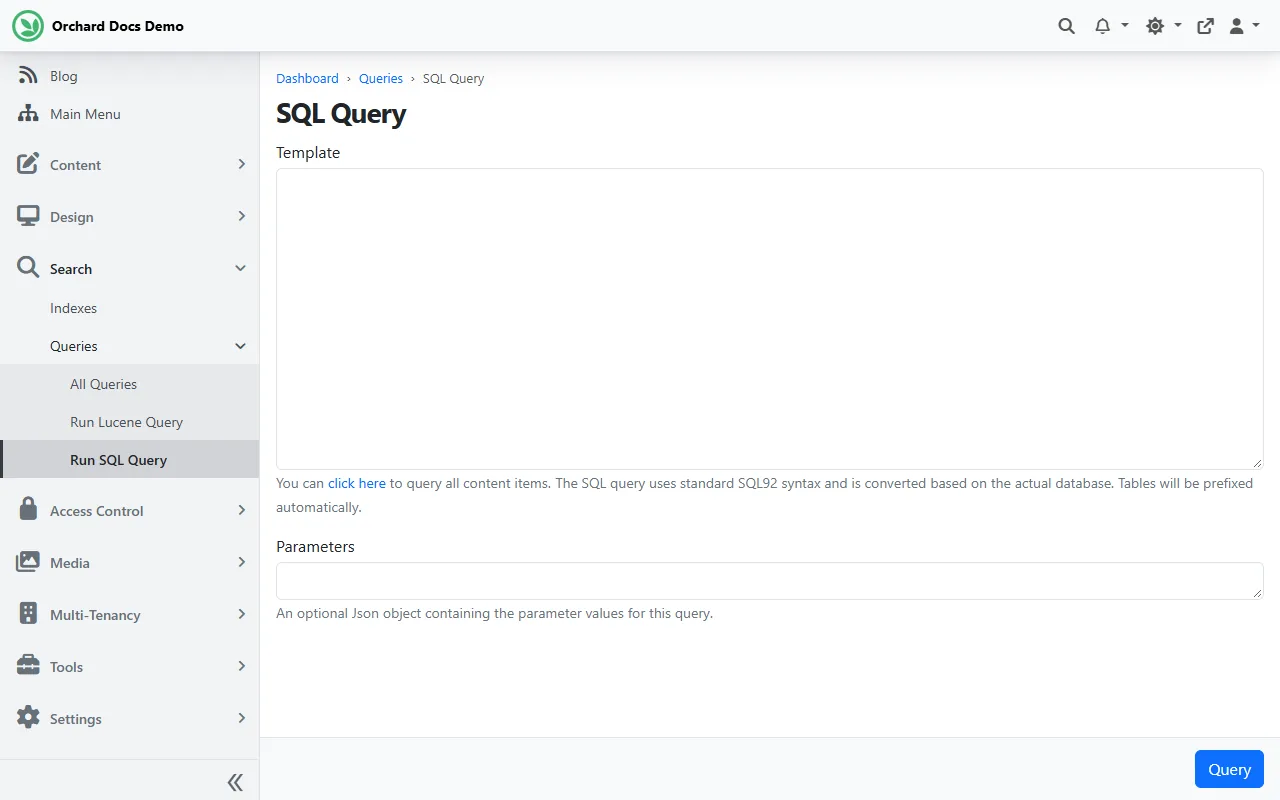 Orchard Docs Demo
Blog
Main Menu
Content
Design
Search
Indexes
Queries
All Queries
Run Lucene Query
Run SQL Query
Access Control
Media
Multi-Tenancy
Tools
Settings
Dashboard › Queries › SQL Query
SQL Query
Template
You can click here to query all content items. The SQL query uses standard SQL92 syntax and is converted based on the actual database. Tables will be prefixed
automatically.
Parameters
An optional Json object containing the parameter values for this query.
Query